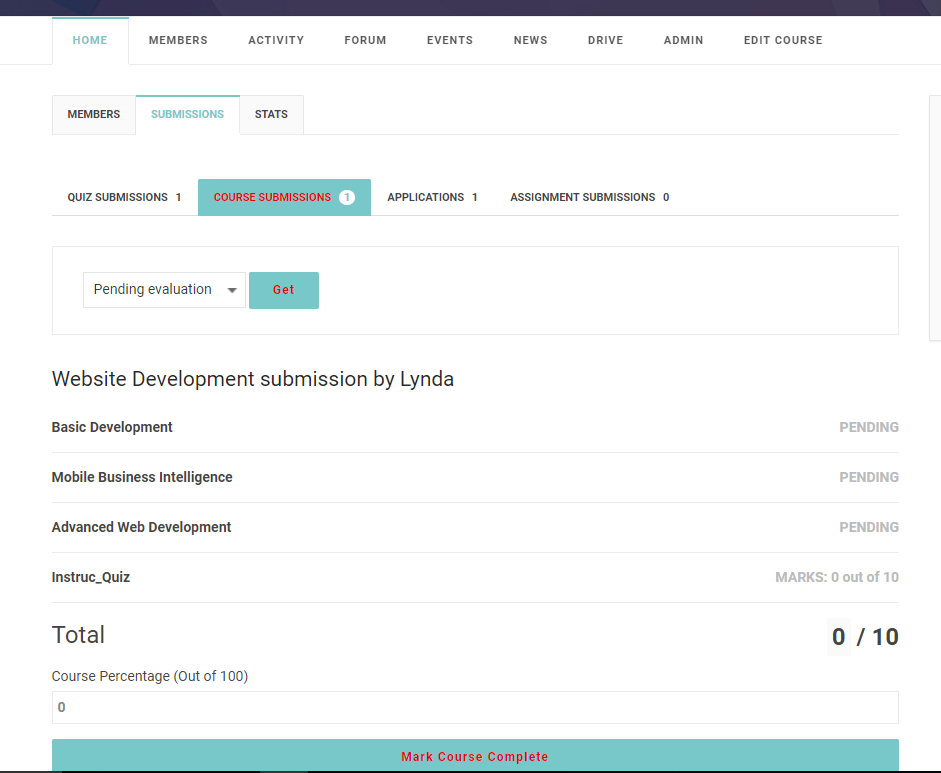 HOME MEMBERS ACTIVITY FORUM EVENTS NEWS DRIVE ADMIN EDIT COURSE
MEMBERS SUBMISSIONS STATS
QUIZ SUBMISSIONS 1 COURSE SUBMISSIONS 1 APPLICATIONS 1 ASSIGNMENT SUBMISSIONS 0
Pending evaluation Get
Website Development submission by Lynda
Basic Development PENDING
Mobile Business Intelligence PENDING
Advanced Web Development PENDING
Instruc_Quiz MARKS: 0 out of 10
Total 0 / 10
Course Percentage (Out of 100)
0
Mark Course Complete